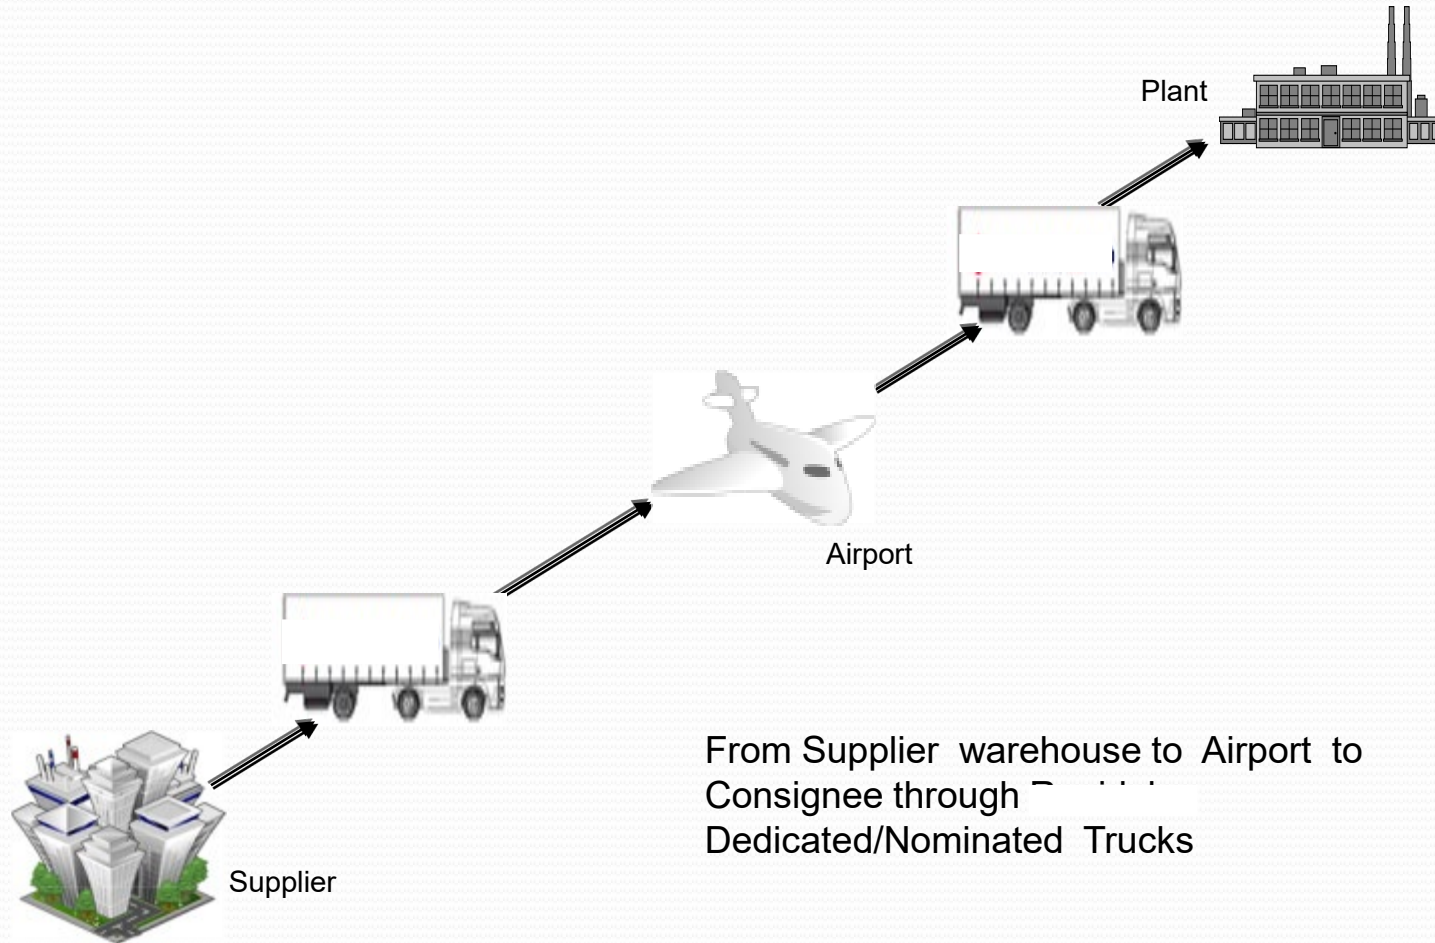 Plant
Airport
From Supplier warehouse to Airport to
Consignee through
Dedicated/Nominated Trucks
Supplier